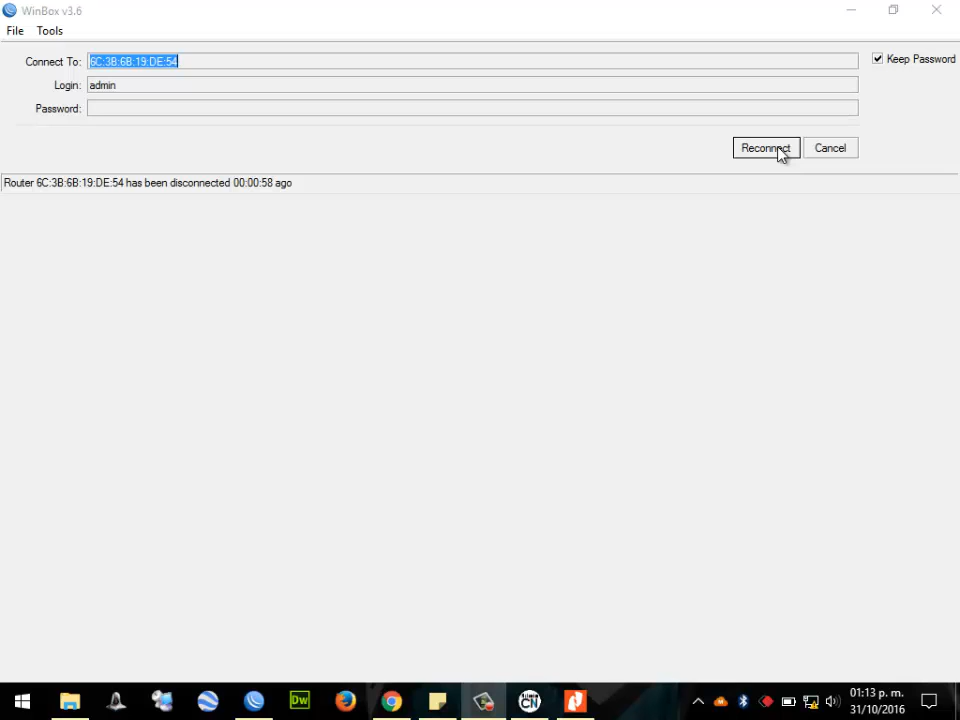 WinBox v3.6
File Tools
Connect To: 6C:3B:6B:19:DE:54
Keep Password
Login: admin
Password:
Reconnect Cancel
Router 6C:3B:6B:19:DE:54 has been disconnected 00:00:58 ago
Dw
CN
01:13 p. m.
31/10/2016